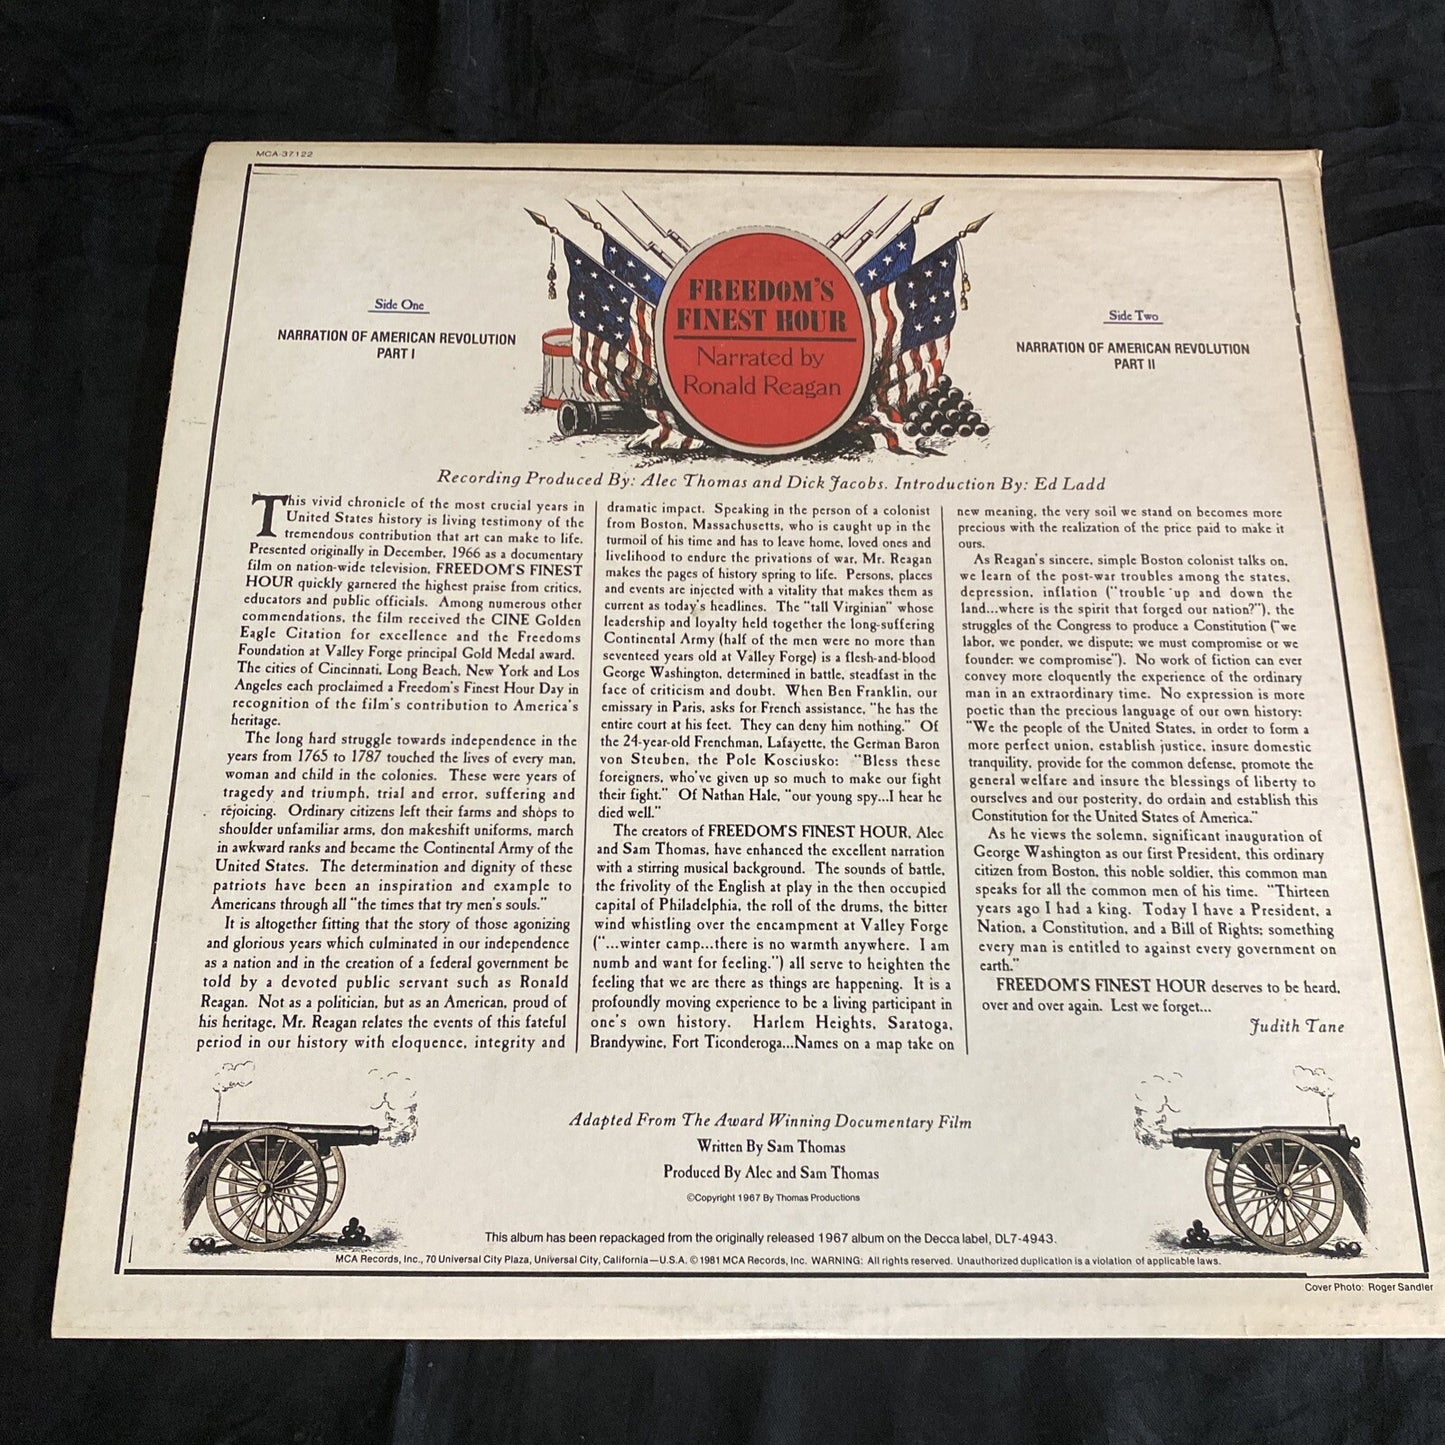 MCA-37122
FREEDOM'S
FINEST HOUR
Narrated by
Ronald Reagan
Side One
NARRATION OF AMERICAN REVOLUTION
PART I
Side Two
NARRATION OF AMERICAN REVOLUTION
PART II
Recording Produced By: Alec Thomas and Dick Jacobs. Introduction By: Ed Ladd
This vivid chronicle of the most crucial years in
United States history is living testimony of the
tremendous contribution that art can make to life.
Presented originally in December, 1966 as a documentary
film on nation-wide television, FREEDOM'S FINEST
HOUR quickly garnered the highest praise from critics,
educators and public officials. Among numerous other
commendations, the film received the CINE Golden
Eagle Citation for excellence and the Freedoms
Foundation at Valley Forge principal Gold Medal award.
The cities of Cincinnati, Long Beach, New York and Los
Angeles each proclaimed a Freedom's Finest Hour Day in
recognition of the film's contribution to America's
heritage.
The long hard struggle towards independence in the
years from 1765 to 1787 touched the lives of every man,
woman and child in the colonies. These were years of
tragedy and triumph, trial and error, suffering and
rejoicing. Ordinary citizens left their farms and shops to
shoulder unfamiliar arms, don makeshift uniforms, march
in awkward ranks and became the Continental Army of the
United States. The determination and dignity of these
patriots have been an inspiration and example to
Americans through all "the times that try men's souls."
It is altogether fitting that the story of those agonizing
and glorious years which culminated in our independence
as a nation and in the creation of a federal government be
told by a devoted public servant such as Ronald
Reagan. Not as a politician, but as an American, proud of
his heritage, Mr. Reagan relates the events of this fateful
period in our history with eloquence, integrity and
dramatic impact. Speaking in the person of a colonist
from Boston, Massachusetts, who is caught up in the
turmoil of his time and has to leave home, loved ones and
livelihood to endure the privations of war, Mr. Reagan
makes the pages of history spring to life. Persons, places
and events are injected with a vitality that makes them as
current as today's headlines. The "tall Virginian" whose
leadership and loyalty held together the long-suffering
Continental Army (half of the men were no more than
seventeed years old at Valley Forge) is a flesh-and-blood
George Washington, determined in battle, steadfast in the
face of criticism and doubt. When Ben Franklin, our
emissary in Paris, asks for French assistance, "he has the
entire court at his feet. They can deny him nothing." Of
the 24-year-old Frenchman, Lafayette, the German Baron
von Steuben, the Pole Kosciusko: "Bless these
foreigners, who've given up so much to make our fight
their fight." Of Nathan Hale, "our young spy...I hear he
died well."
The creators of FREEDOM'S FINEST HOUR, Alec
and Sam Thomas, have enhanced the excellent narration
with a stirring musical background. The sounds of battle,
the frivolity of the English at play in the then occupied
capital of Philadelphia, the roll of the drums, the bitter
wind whistling over the encampment at Valley Forge
("...winter camp...there is no warmth anywhere. I am
numb and want for feeling.") all serve to heighten the
feeling that we are there as things are happening. It is a
profoundly moving experience to be a living participant in
one's own history. Harlem Heights, Saratoga,
Brandywine, Fort Ticonderoga...Names on a map take on
new meaning, the very soil we stand on becomes more
precious with the realization of the price paid to make it
ours.
As Reagan's sincere, simple Boston colonist talks on,
we learn of the post-war troubles among the states,
depression, inflation ("trouble up and down the
land...where is the spirit that forged our nation?"), the
struggles of the Congress to produce a Constitution ("we
labor, we ponder, we dispute; we must compromise or we
founder; we compromise"). No work of fiction can ever
convey more eloquently the experience of the ordinary
man in an extraordinary time. No expression is more
poetic than the precious language of our own history:
"We the people of the United States, in order to form a
more perfect union, establish justice, insure domestic
tranquility, provide for the common defense, promote the
general welfare and insure the blessings of liberty to
ourselves and our posterity, do ordain and establish this
Constitution for the United States of America."
As he views the solemn, significant inauguration of
George Washington as our first President, this ordinary
citizen from Boston, this noble soldier, this common man
speaks for all the common men of his time. "Thirteen
years ago I had a king. Today I have a President, a
Nation, a Constitution, and a Bill of Rights; something
every man is entitled to against every government on
earth."
FREEDOM'S FINEST HOUR deserves to be heard,
over and over again. Lest we forget...
Judith Tane
Adapted From The Award Winning Documentary Film
Written By Sam Thomas
Produced By Alec and Sam Thomas
©Copyright 1967 By Thomas Productions
This album has been repackaged from the originally released 1967 album on the Decca label, DL7-4943.
MCA Records, Inc., 70 Universal City Plaza, Universal City, California—U.S.A. © 1981 MCA Records, Inc. WARNING: All rights reserved. Unauthorized duplication is a violation of applicable laws.
Cover Photo: Roger Sandler